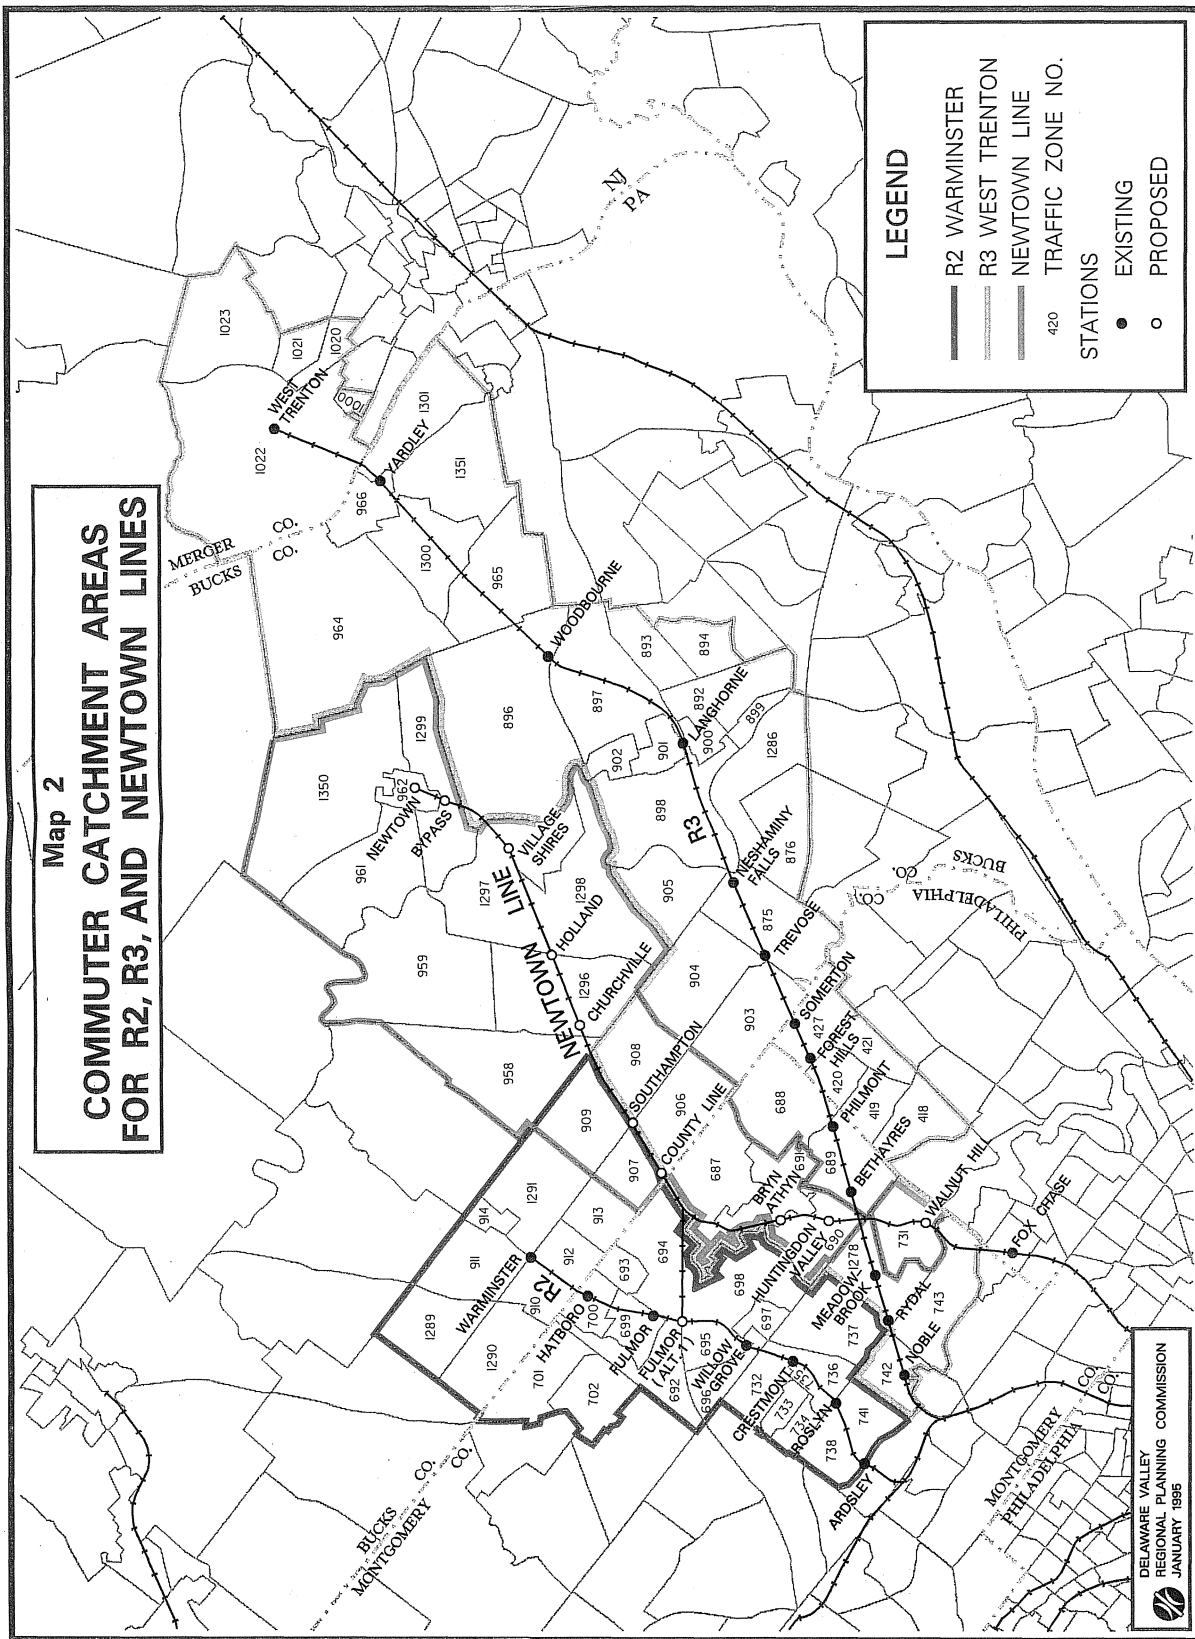 Map 2
COMMUTER CATCHMENT AREAS
FOR R2, R3, AND NEWTOWN LINES
LEGEND
R2 WARMINSTER
R3 WEST TRENTON
NEWTOWN LINE
420 TRAFFIC ZONE NO.
STATIONS
EXISTING
PROPOSED
NJ
PA
MERGER CO.
BUCKS CO.
1023
1021
1020
1000
WEST
TRENTON
1022
1301
YARDLEY
966
1351
1300
965
964
WOODBOURNE
893
894
896
897
892
LANGHORNE
900
901
902
899
1286
898
1299
1350
962
NEWTOWN
BYPASS
961
VILLAGE
SHIRES
R3
NESHAMINY
FALLS
876
905
1297
1298
NEWTOWN LINE
HOLLAND
959
875
TREVOSE
BUCKS CO.
PHILADELPHIA CO.
1296
CHURCHVILLE
904
903
SOMERTON
427
FOREST
HILLS
421
958
908
SOUTHAMPTON
909
906
688
420
PHILMONT
419
418
COUNTY LINE
907
687
691
689
BETHAYRES
BRYN
ATHYN
WALNUT HILL
1291
914
913
911
912
WARMINSTER
R2
693
694
698
HUNTINGDON
VALLEY
690
1278
731
FOX CHASE
1289
1290
910
HATBORO
700
699
FULMOR
FULMOR
(ALT-1)
695
697
MEADOW-
BROOK
737
RYDAL
743
NOBLE
742
701
702
692
696
WILLOW
GROVE
732
CRESTMONT
735
736
733
734
ROSLYN
741
738
ARDSLEY
BUCKS CO.
MONTGOMERY CO.
MONTGOMERY CO.
PHILADELPHIA CO.
DELAWARE VALLEY
REGIONAL PLANNING COMMISSION
JANUARY 1995